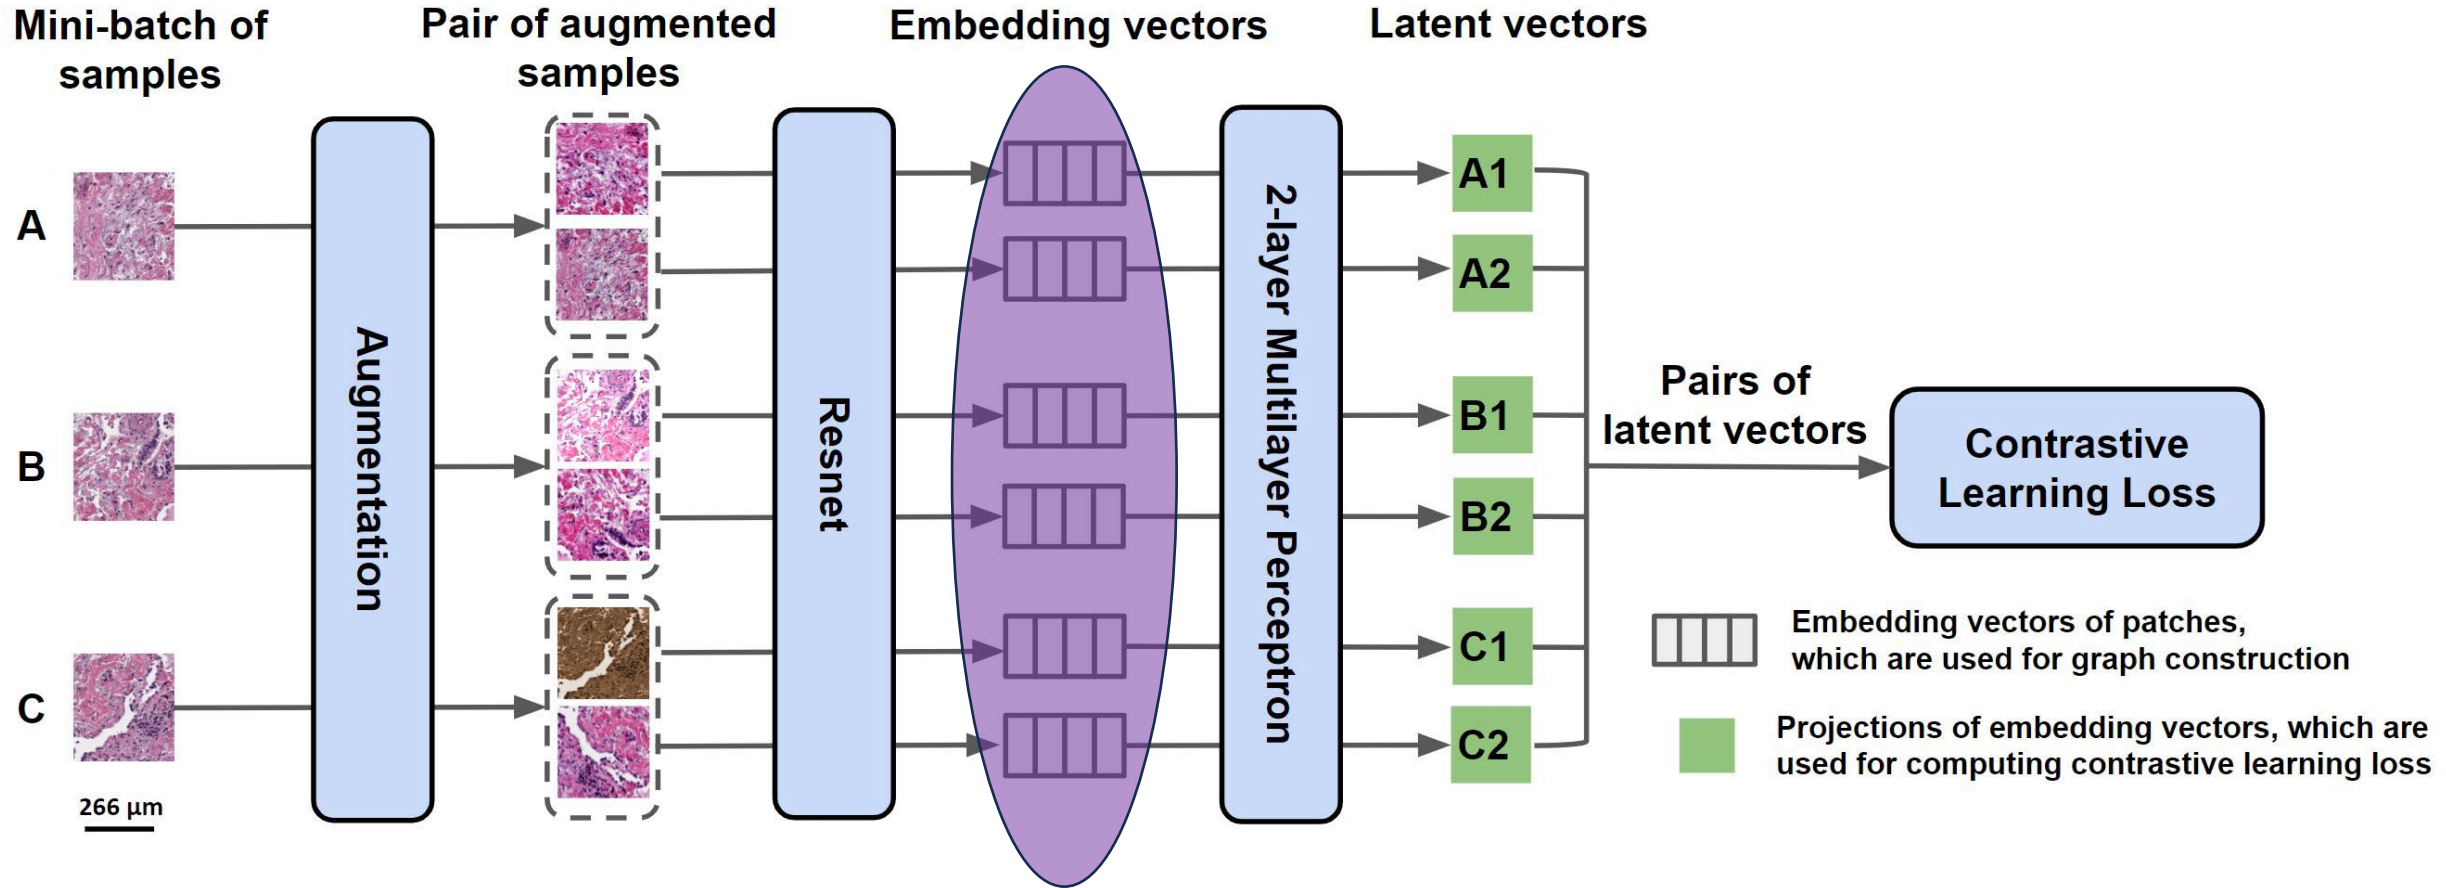 Mini-batch of
samples
Pair of augmented
samples
Embedding vectors
Latent vectors
A
B
C
266 µm
Augmentation
Resnet
2-layer Multilayer Perceptron
A1
A2
B1
B2
C1
C2
Pairs of
latent vectors
Contrastive
Learning Loss
Embedding vectors of patches,
which are used for graph construction
Projections of embedding vectors, which are
used for computing contrastive learning loss